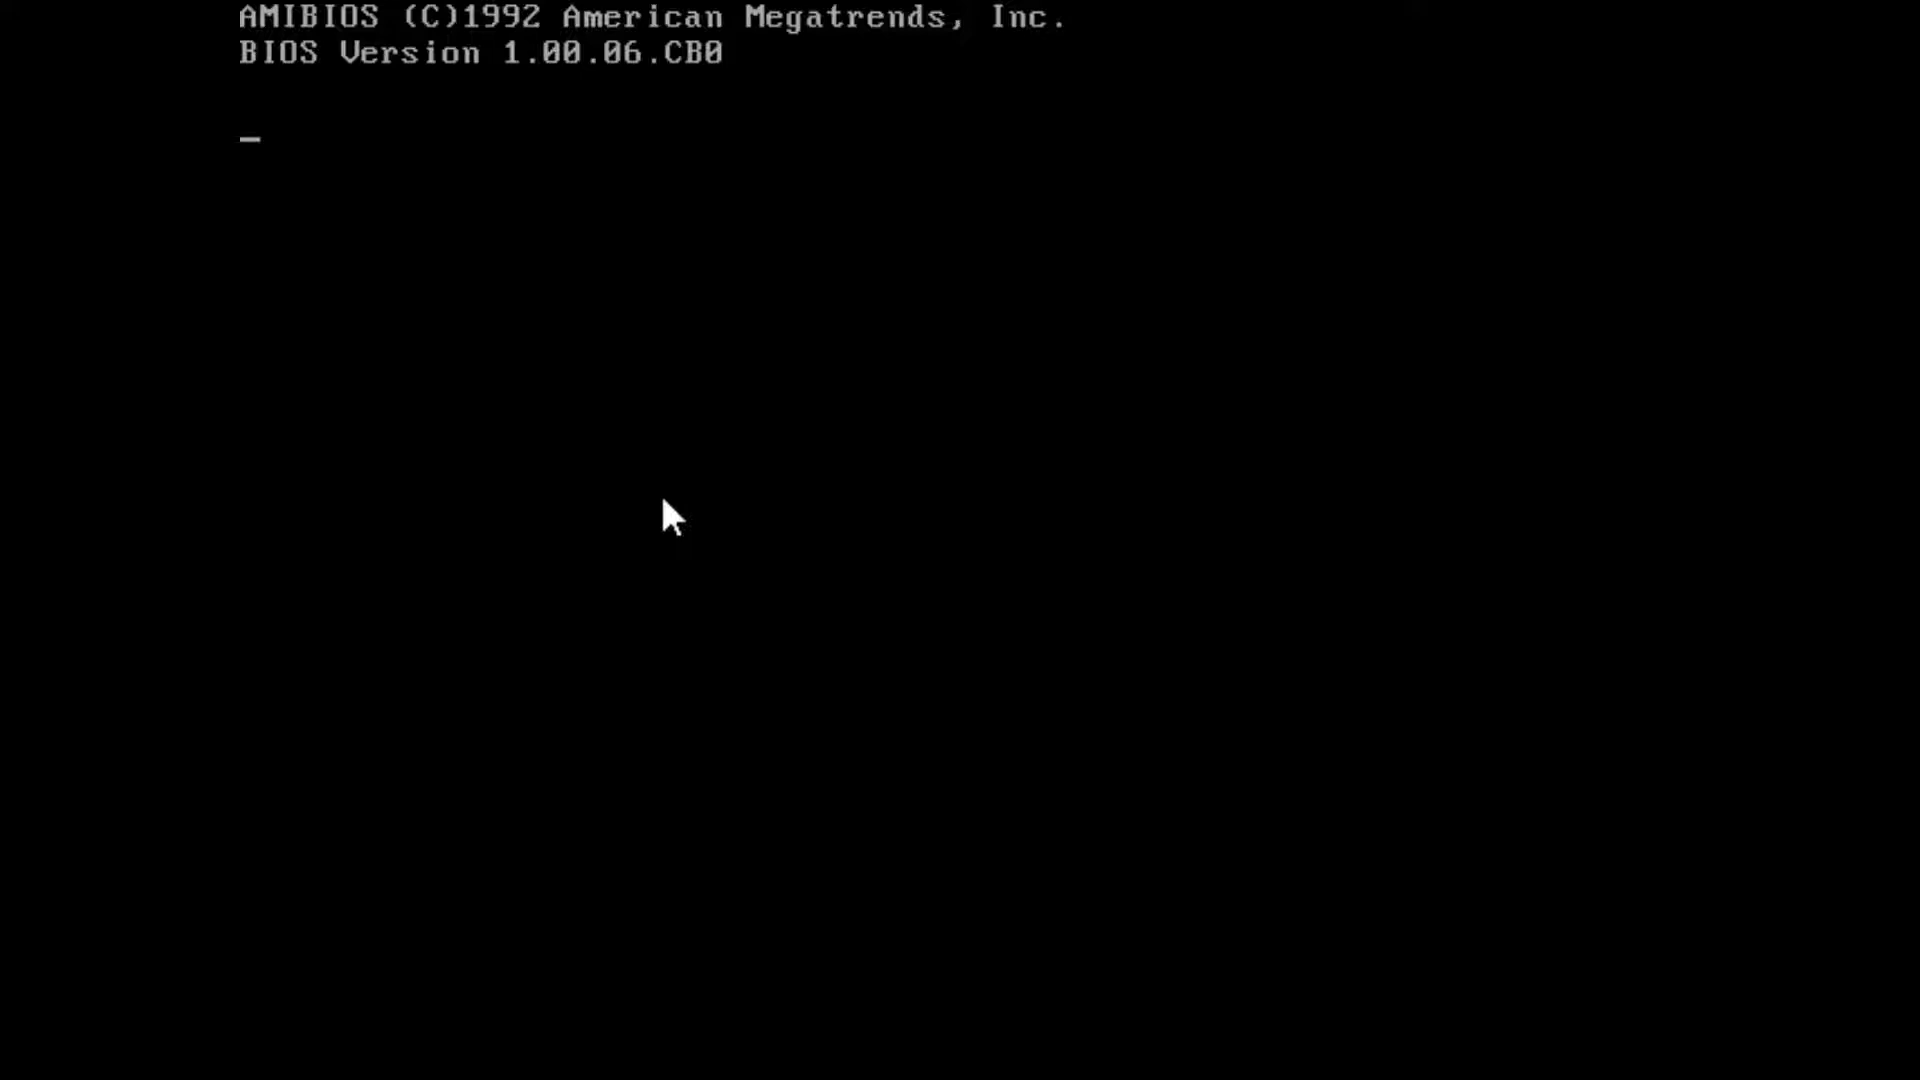 AMIBIOS (C)1992 American Megatrends, Inc.
BIOS Version 1.00.06.CB0